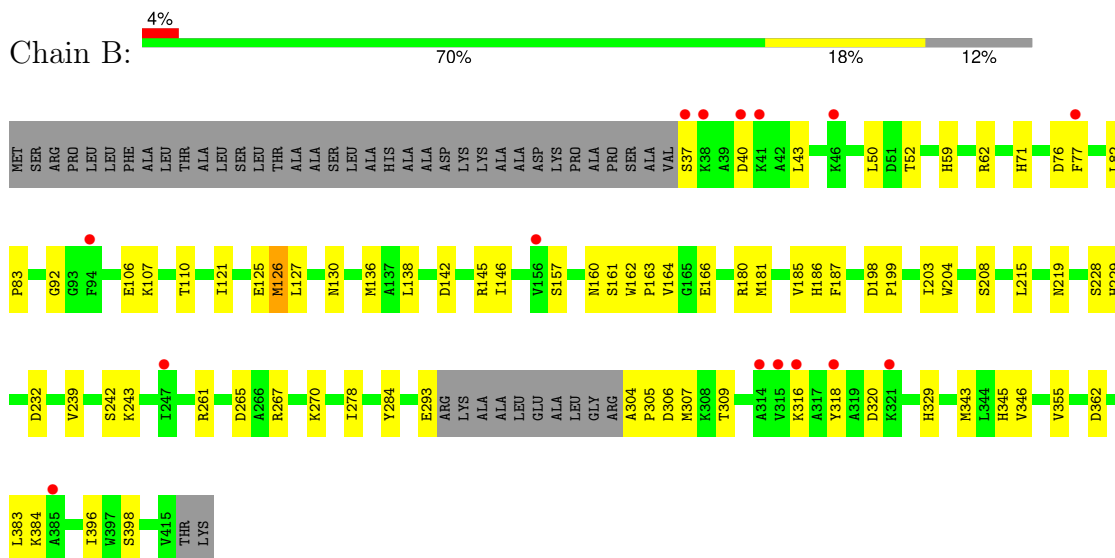 4%
Chain B:
70% 18% 12%
MET SER ARG PRO LEU LEU PHE ALA LEU THR ALA LEU SER LEU THR ALA ALA SER LEU ALA HIS ALA ALA ASP LYS LYS ALA ALA ASP LYS PRO ALA PRO SER ALA VAL S37 K38 A39 D40 K41 A42 L43 K46 L50 D51 T52 H59 R62 H71 D76 F77 L82
P83 G92 G93 F94 E106 K107 T110 I121 E125 M126 L127 N130 M136 A137 L138 D142 R145 I146 V156 S157 N160 S161 W162 P163 V164 G165 E166 R180 M181 V185 H186 F187 D198 P199 I203 W204 S208 L215 N219 S228 H229
D232 V239 S242 K243 I247 R261 D265 A266 R267 K270 I278 Y284 E293 ARG LYS ALA ALA LEU GLU ALA LEU GLY ARG A304 P305 D306 M307 K308 T309 A314 V315 K316 A317 Y318 A319 D320 K321 H329 M343 L344 H345 V346 V355 D362
L383 K384 A385 I396 W397 S398 V415 THR LYS